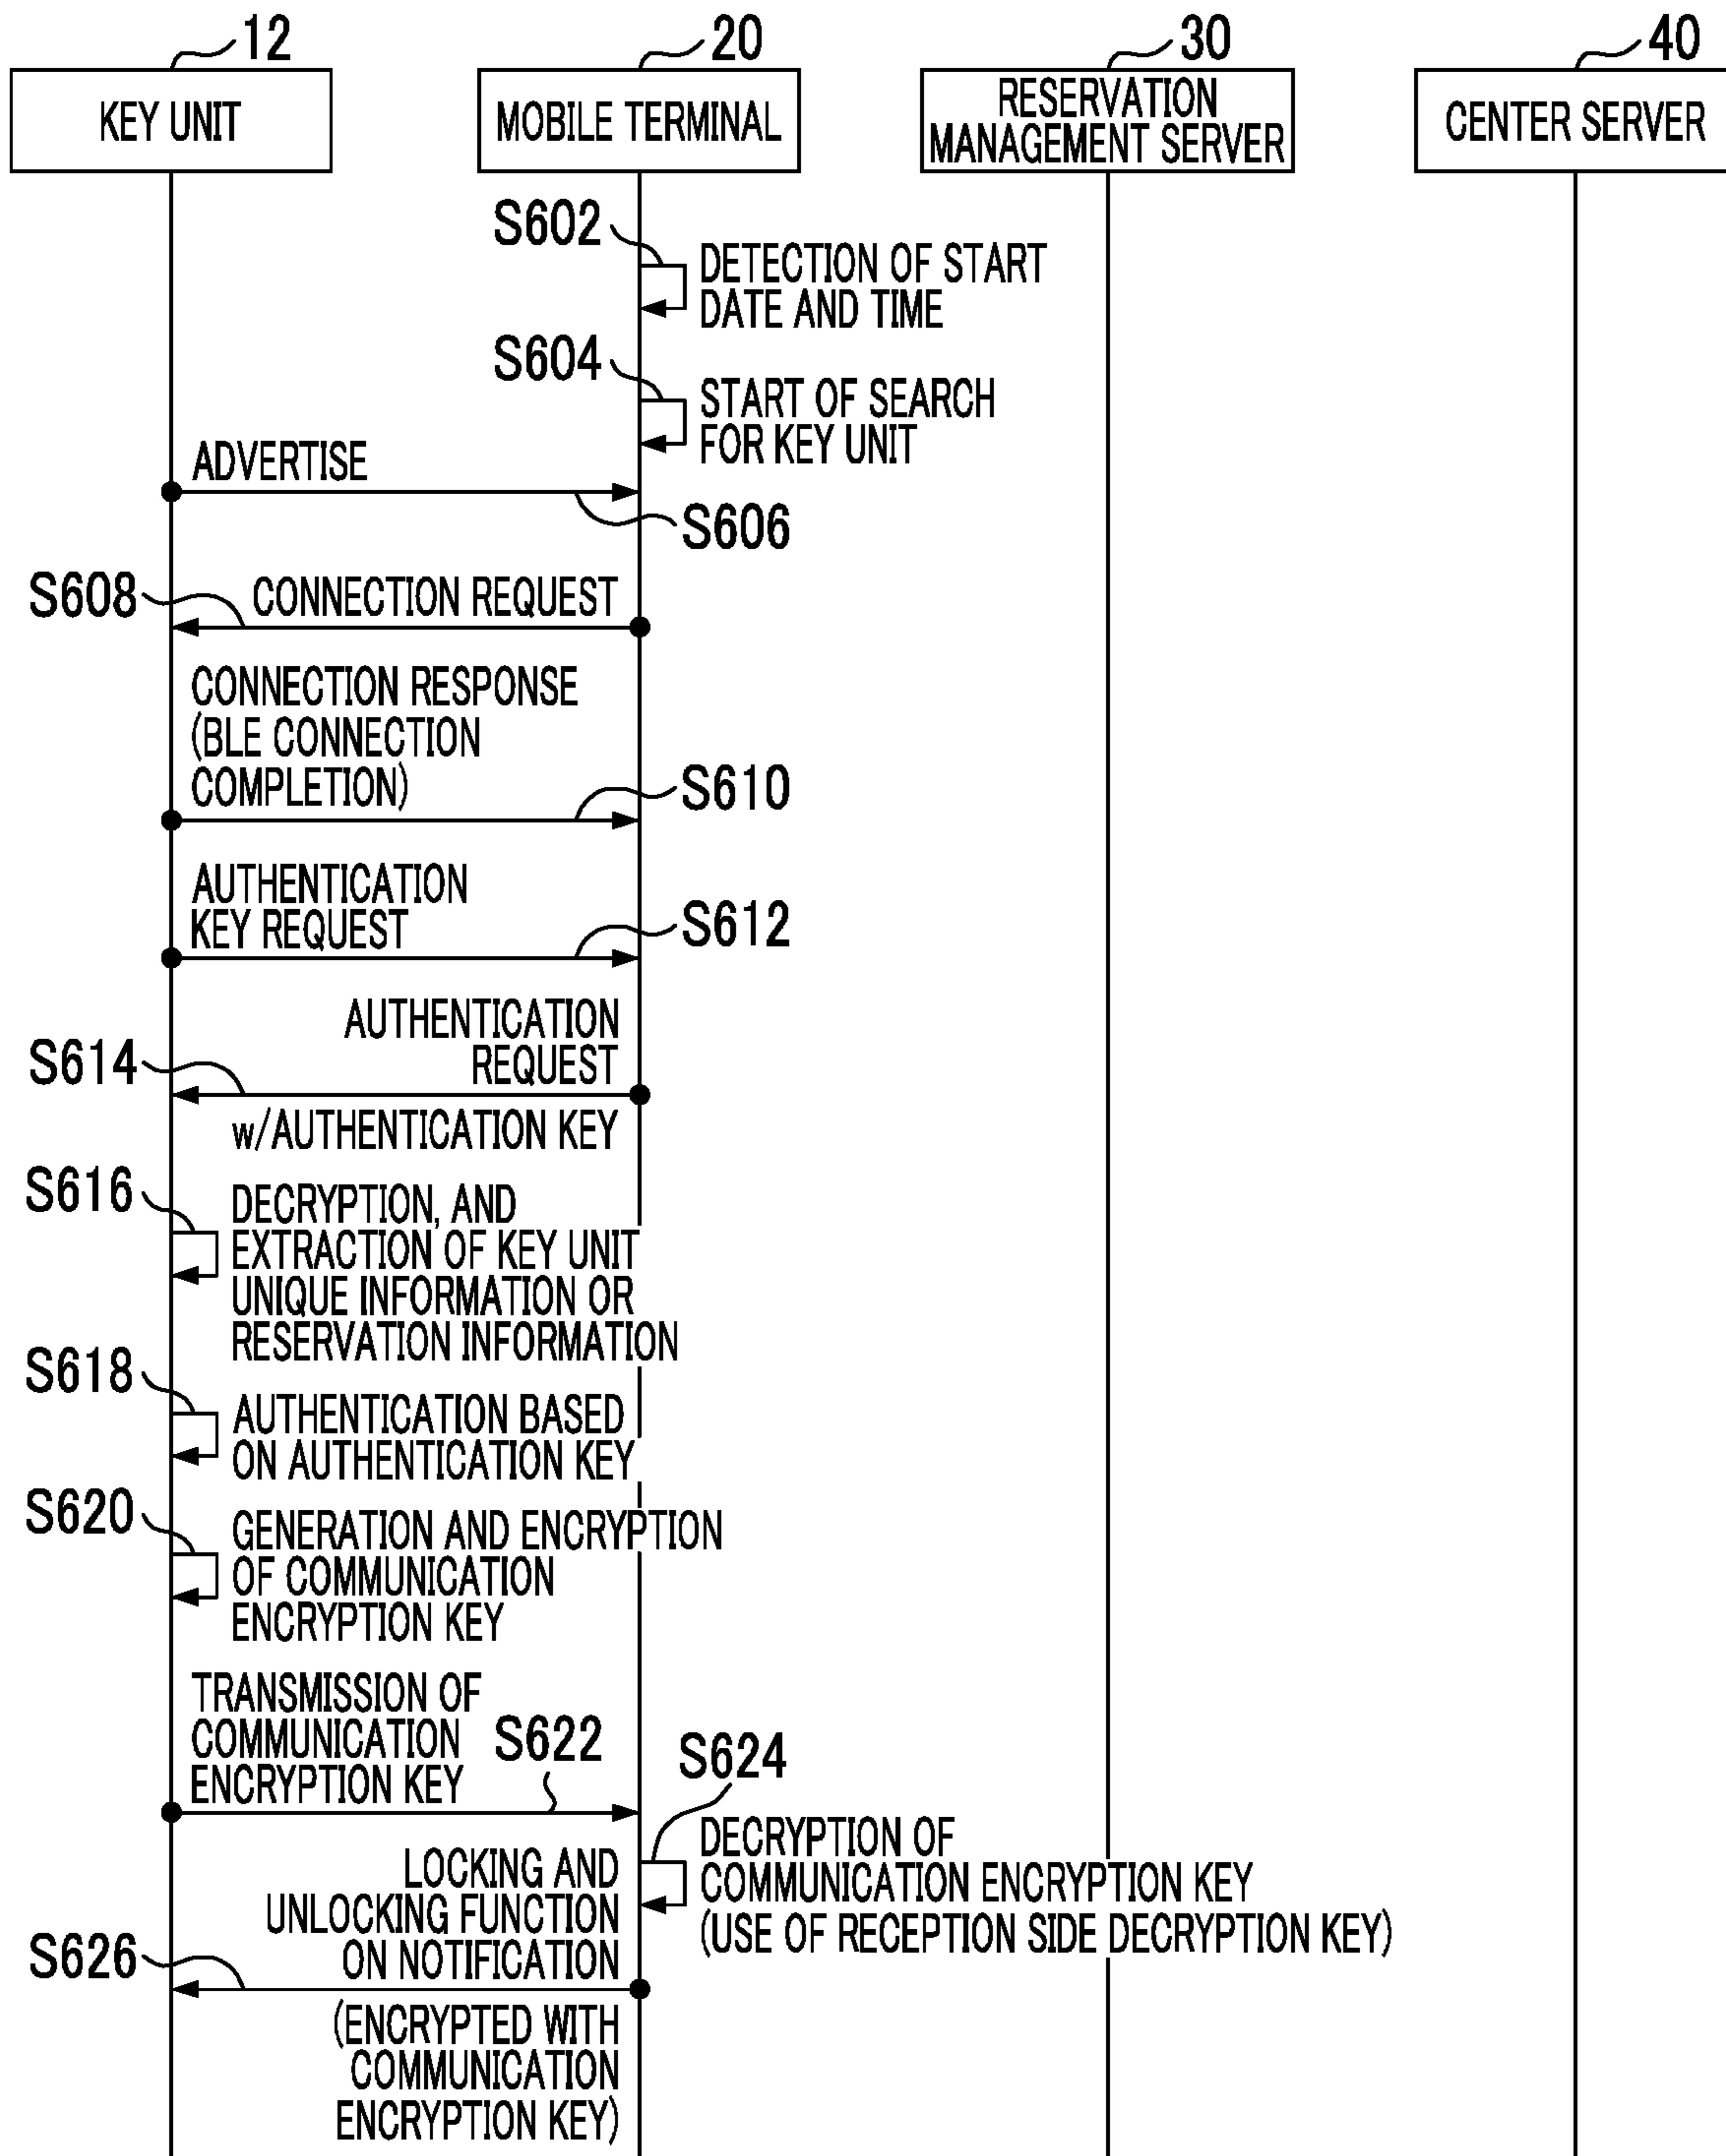 12
20
30
40
KEY UNIT
MOBILE TERMINAL
RESERVATION
MANAGEMENT SERVER
CENTER SERVER
S602
DETECTION OF START
DATE AND TIME
S604
START OF SEARCH
FOR KEY UNIT
ADVERTISE
S606
S608
CONNECTION REQUEST
CONNECTION RESPONSE
(BLE CONNECTION
COMPLETION)
S610
AUTHENTICATION
KEY REQUEST
S612
AUTHENTICATION
REQUEST
S614
w/AUTHENTICATION KEY
S616
DECRYPTION, AND
EXTRACTION OF KEY UNIT
UNIQUE INFORMATION OR
RESERVATION INFORMATION
S618
AUTHENTICATION BASED
ON AUTHENTICATION KEY
S620
GENERATION AND ENCRYPTION
OF COMMUNICATION
ENCRYPTION KEY
TRANSMISSION OF
COMMUNICATION
ENCRYPTION KEY
S622
S624
DECRYPTION OF
COMMUNICATION ENCRYPTION KEY
(USE OF RECEPTION SIDE DECRYPTION KEY)
LOCKING AND
UNLOCKING FUNCTION
ON NOTIFICATION
S626
(ENCRYPTED WITH
COMMUNICATION
ENCRYPTION KEY)